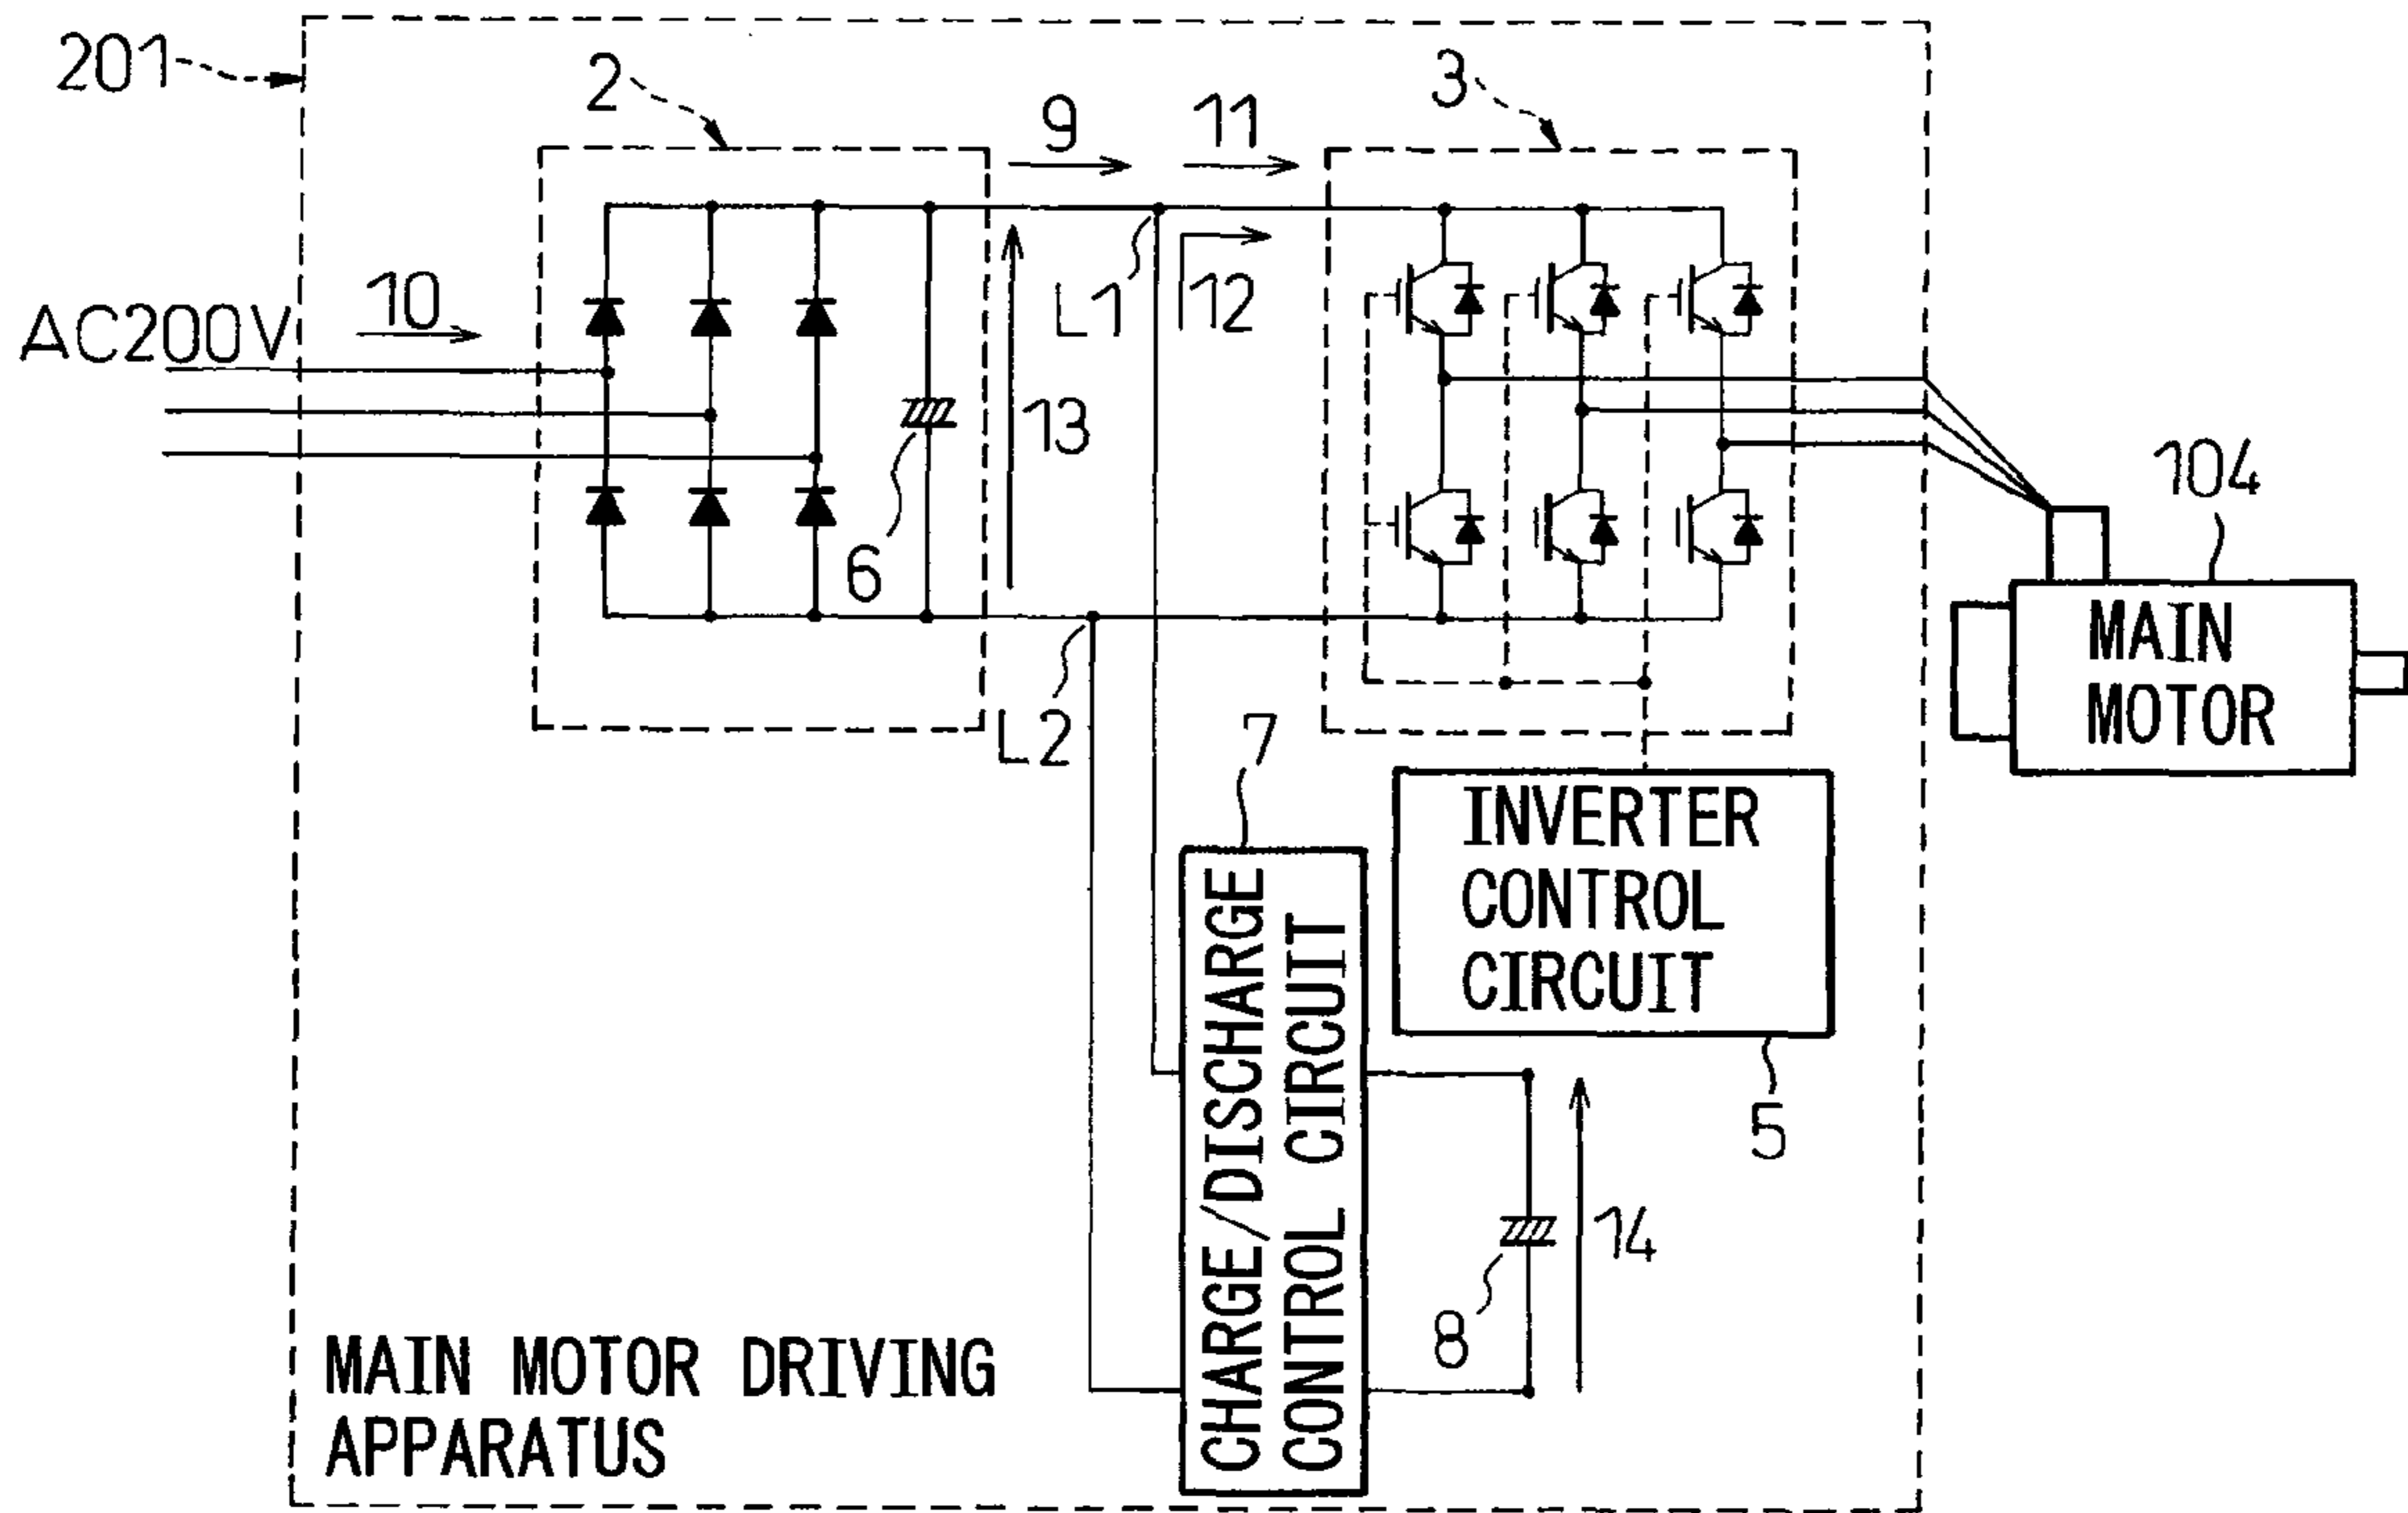 201
2
9
11
3
AC200V
10
L1
12
13
6
104
MAIN
MOTOR
L2
7
INVERTER
CONTROL
CIRCUIT
5
CHARGE/DISCHARGE
CONTROL CIRCUIT
14
8
MAIN MOTOR DRIVING
APPARATUS